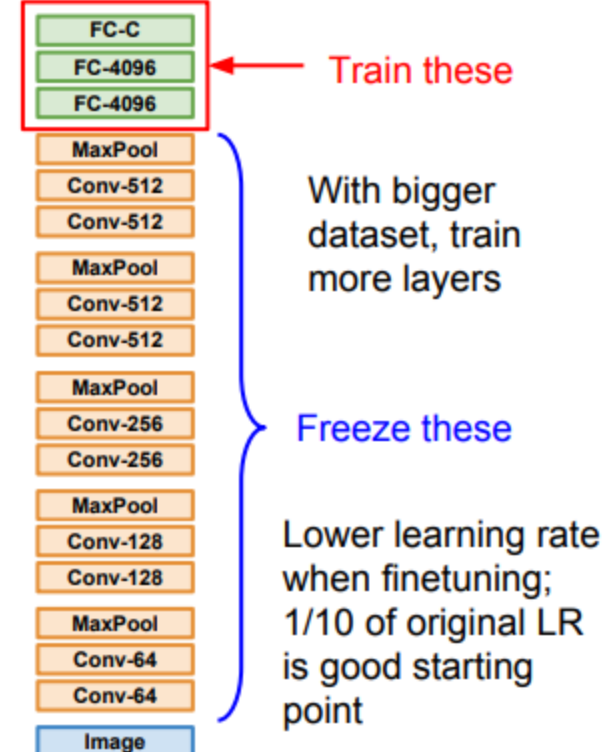 FC-C
FC-4096
FC-4096
Train these
MaxPool
Conv-512
Conv-512
With bigger
dataset, train
more layers
MaxPool
Conv-512
Conv-512
MaxPool
Conv-256
Conv-256
Freeze these
MaxPool
Conv-128
Conv-128
Lower learning rate
when finetuning;
1/10 of original LR
is good starting
point
MaxPool
Conv-64
Conv-64
Image